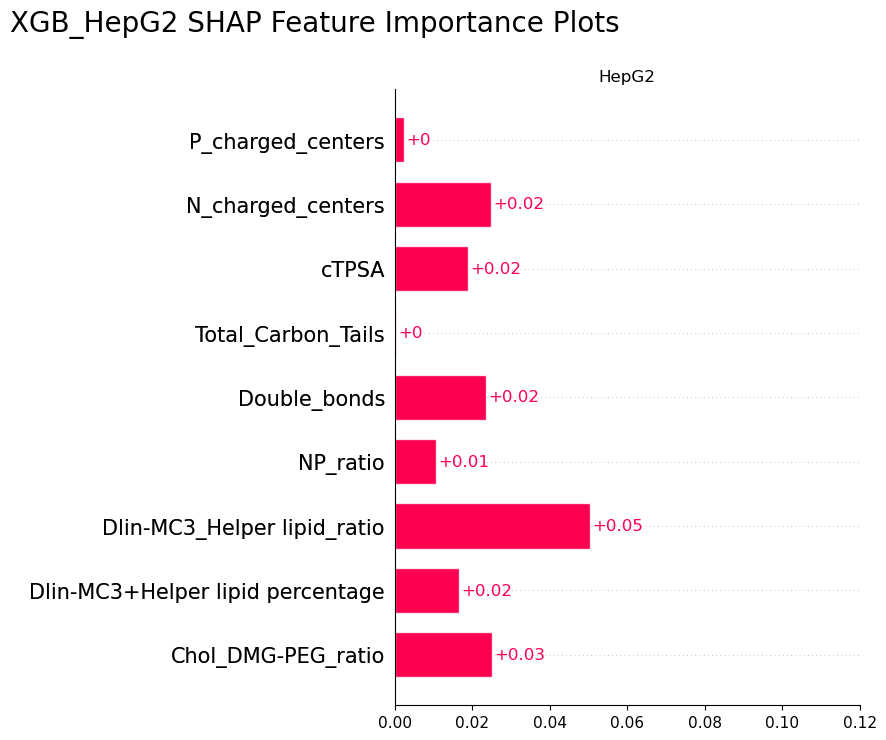 XGB_HepG2 SHAP Feature Importance Plots
HepG2
P_charged_centers +0
N_charged_centers +0.02
cTPSA +0.02
Total_Carbon_Tails +0
Double_bonds +0.02
NP_ratio +0.01
Dlin-MC3_Helper lipid_ratio +0.05
Dlin-MC3+Helper lipid percentage +0.02
Chol_DMG-PEG_ratio +0.03
0.00 0.02 0.04 0.06 0.08 0.10 0.12